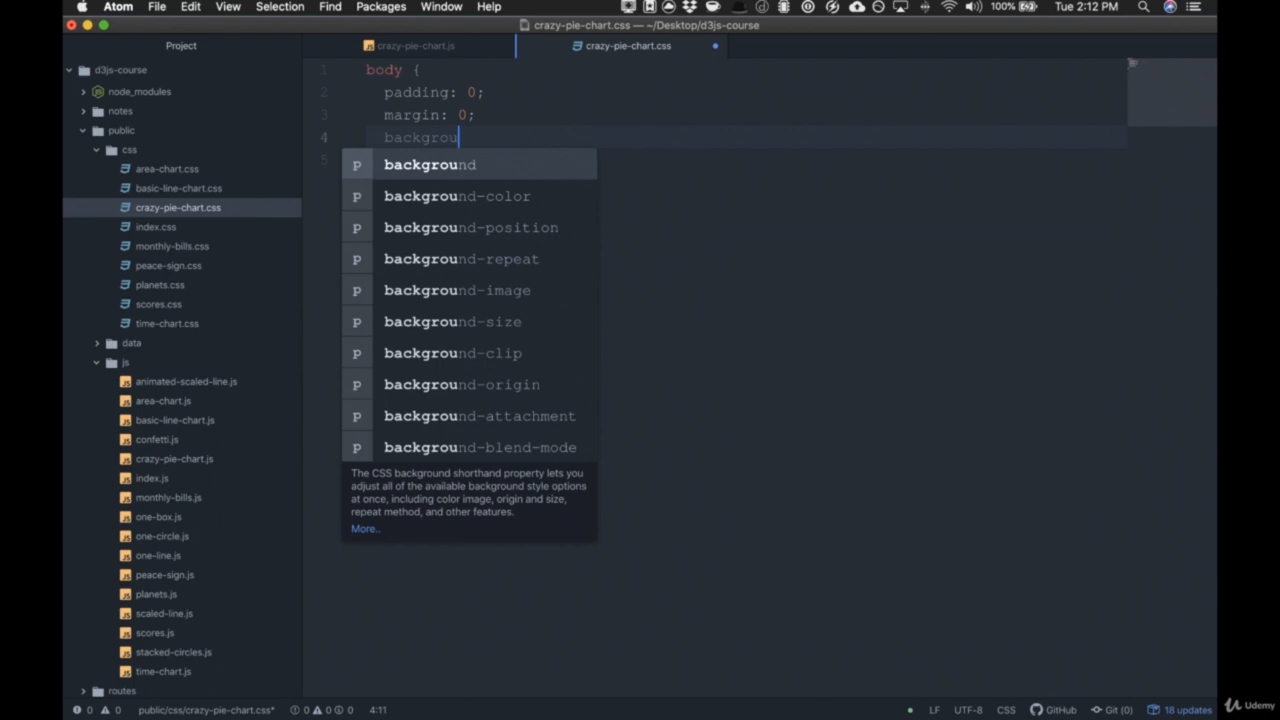 Atom File Edit View Selection Find Packages Window Help 100% Tue 2:12 PM
crazy-pie-chart.css — ~/Desktop/d3js-course
Project
crazy-pie-chart.js
crazy-pie-chart.css
d3js-course
node_modules
notes
public
css
area-chart.css
basic-line-chart.css
crazy-pie-chart.css
index.css
monthly-bills.css
peace-sign.css
planets.css
scores.css
time-chart.css
data
js
animated-scaled-line.js
area-chart.js
basic-line-chart.js
confetti.js
crazy-pie-chart.js
index.js
monthly-bills.js
one-box.js
one-circle.js
one-line.js
peace-sign.js
planets.js
scaled-line.js
scores.js
stacked-circles.js
time-chart.js
routes
1 body {
2 padding: 0;
3 margin: 0;
4 backgrou
5
p background
p background-color
p background-position
p background-repeat
p background-image
p background-size
p background-clip
p background-origin
p background-attachment
p background-blend-mode
The CSS background shorthand property lets you
adjust all of the available background style options
at once, including color image, origin and size,
repeat method, and other features.
More..
0 0 public/css/crazy-pie-chart.css* 0 0 0 4:11 LF UTF-8 CSS GitHub Git (0) 18 updates
Udemy